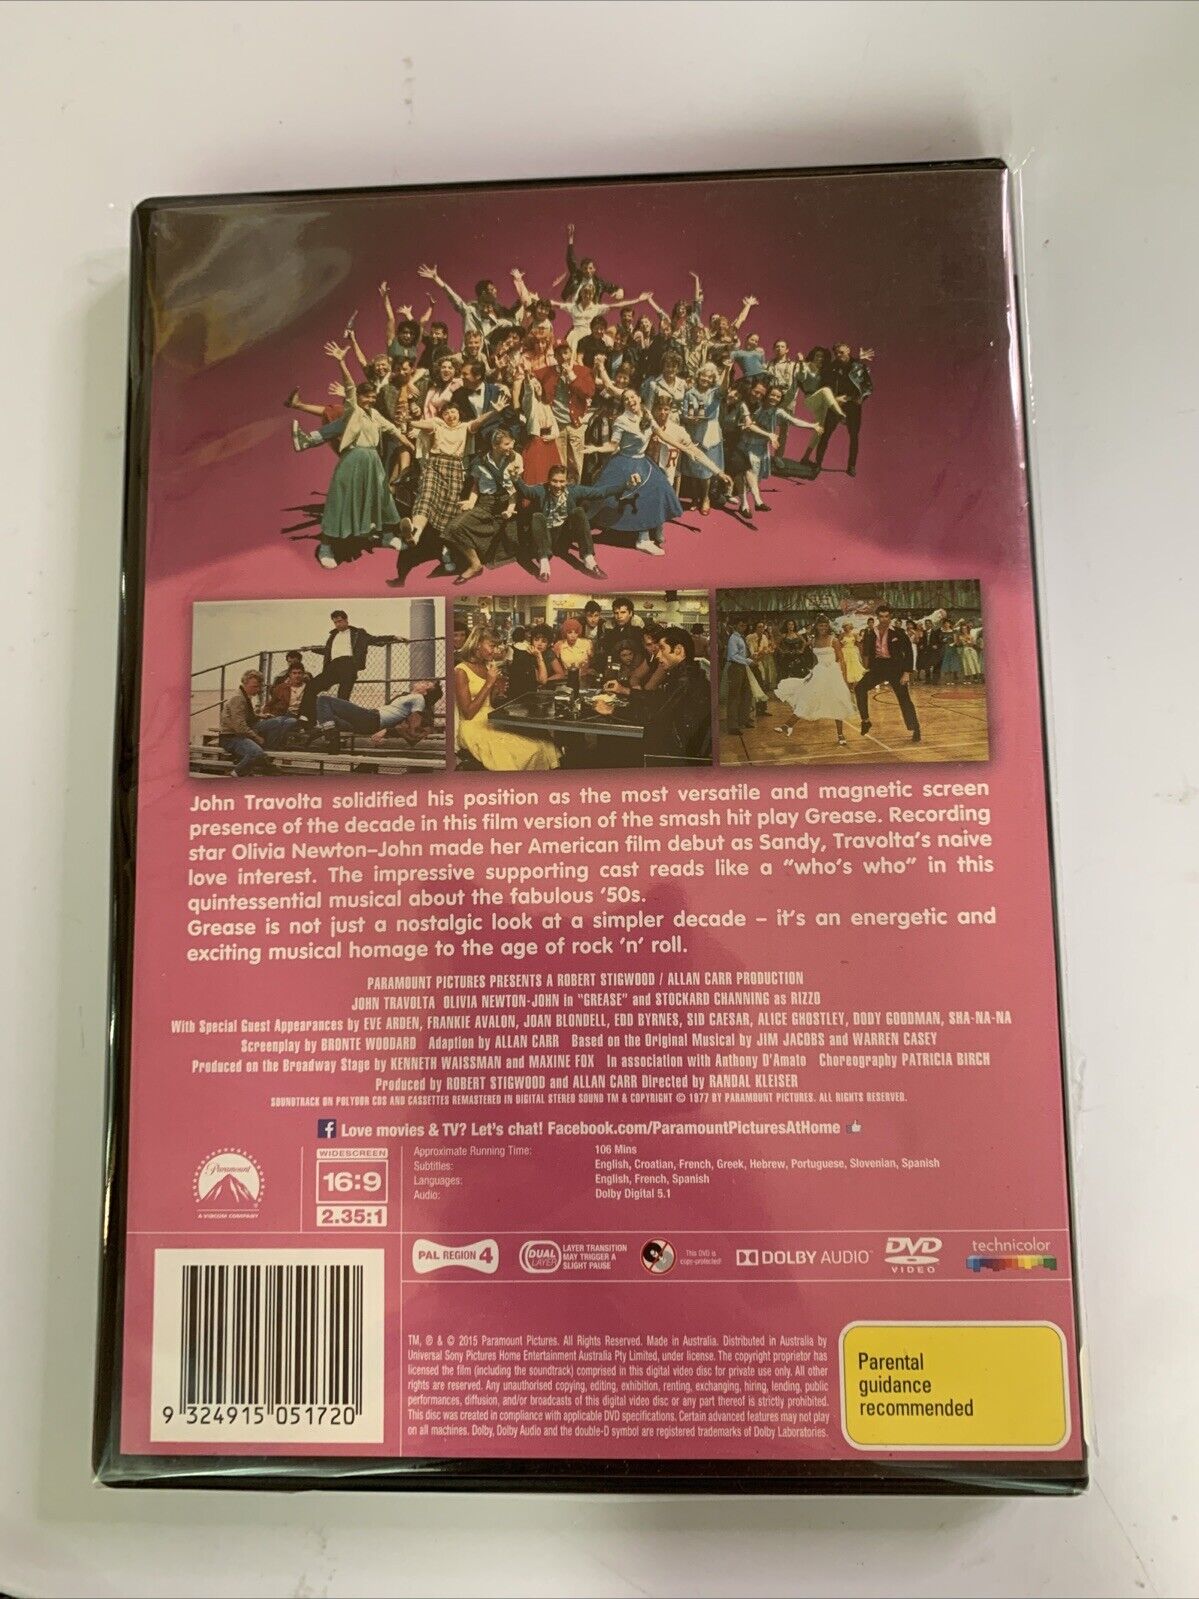 John Travolta solidified his position as the most versatile and magnetic screen
presence of the decade in this film version of the smash hit play Grease. Recording
star Olivia Newton-John made her American film debut as Sandy, Travolta's naive
love interest. The impressive supporting cast reads like a "who's who" in this
quintessential musical about the fabulous '50s.
Grease is not just a nostalgic look at a simpler decade – it's an energetic and
exciting musical homage to the age of rock 'n' roll.
PARAMOUNT PICTURES PRESENTS A ROBERT STIGWOOD / ALLAN CARR PRODUCTION
JOHN TRAVOLTA OLIVIA NEWTON-JOHN in "GREASE" and STOCKARD CHANNING as RIZZO
With Special Guest Appearances by EVE ARDEN, FRANKIE AVALON, JOAN BLONDELL, EDD BYRNES, SID CAESAR, ALICE GHOSTLEY, DODY GOODMAN, SHA-NA-NA
Screenplay by BRONTE WOODARD Adaption by ALLAN CARR Based on the Original Musical by JIM JACOBS and WARREN CASEY
Produced on the Broadway Stage by KENNETH WAISSMAN and MAXINE FOX In association with Anthony D'Amato Choreography PATRICIA BIRCH
Produced by ROBERT STIGWOOD and ALLAN CARR Directed by RANDAL KLEISER
SOUNDTRACK ON POLYDOR CDS AND CASSETTES REMASTERED IN DIGITAL STEREO SOUND TM & COPYRIGHT © 1977 BY PARAMOUNT PICTURES. ALL RIGHTS RESERVED.
f Love movies & TV? Let's chat! Facebook.com/ParamountPicturesAtHome
Paramount
A VIACOM COMPANY
WIDESCREEN
16:9
2.35:1
Approximate Running Time: 106 Mins
Subtitles: English, Croatian, French, Greek, Hebrew, Portuguese, Slovenian, Spanish
Languages: English, French, Spanish
Audio: Dolby Digital 5.1
PAL REGION 4
DUAL LAYER
LAYER TRANSITION
MAY TRIGGER A
SLIGHT PAUSE
This DVD is
copy-protected!
DOLBY AUDIO™
DVD
VIDEO
technicolor
TM, ® & © 2015 Paramount Pictures. All Rights Reserved. Made in Australia. Distributed in Australia by
Universal Sony Pictures Home Entertainment Australia Pty Limited, under license. The copyright proprietor has
licensed the film (including the soundtrack) comprised in this digital video disc for private use only. All other
rights are reserved. Any unauthorised copying, editing, exhibition, renting, exchanging, hiring, lending, public
performances, diffusion, and/or broadcasts of this digital video disc or any part thereof is strictly prohibited.
This disc was created in compliance with applicable DVD specifications. Certain advanced features may not play
on all machines. Dolby, Dolby Audio and the double-D symbol are registered trademarks of Dolby Laboratories.
Parental
guidance
recommended
9 324915 051720
R